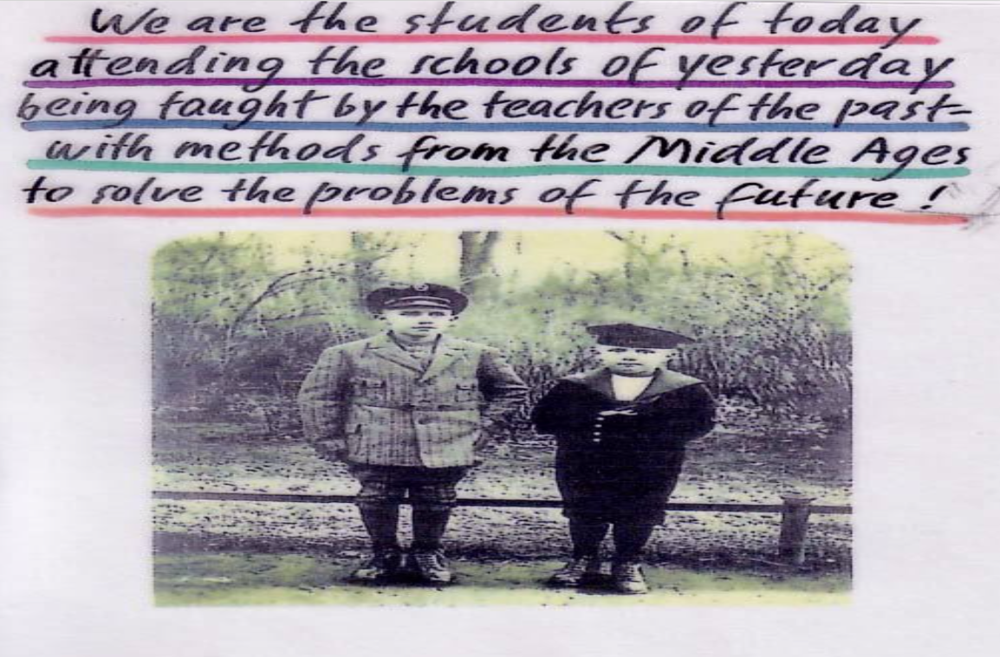 We are the students of today
attending the schools of yesterday
being taught by the teachers of the past-
with methods from the Middle Ages
to solve the problems of the future!